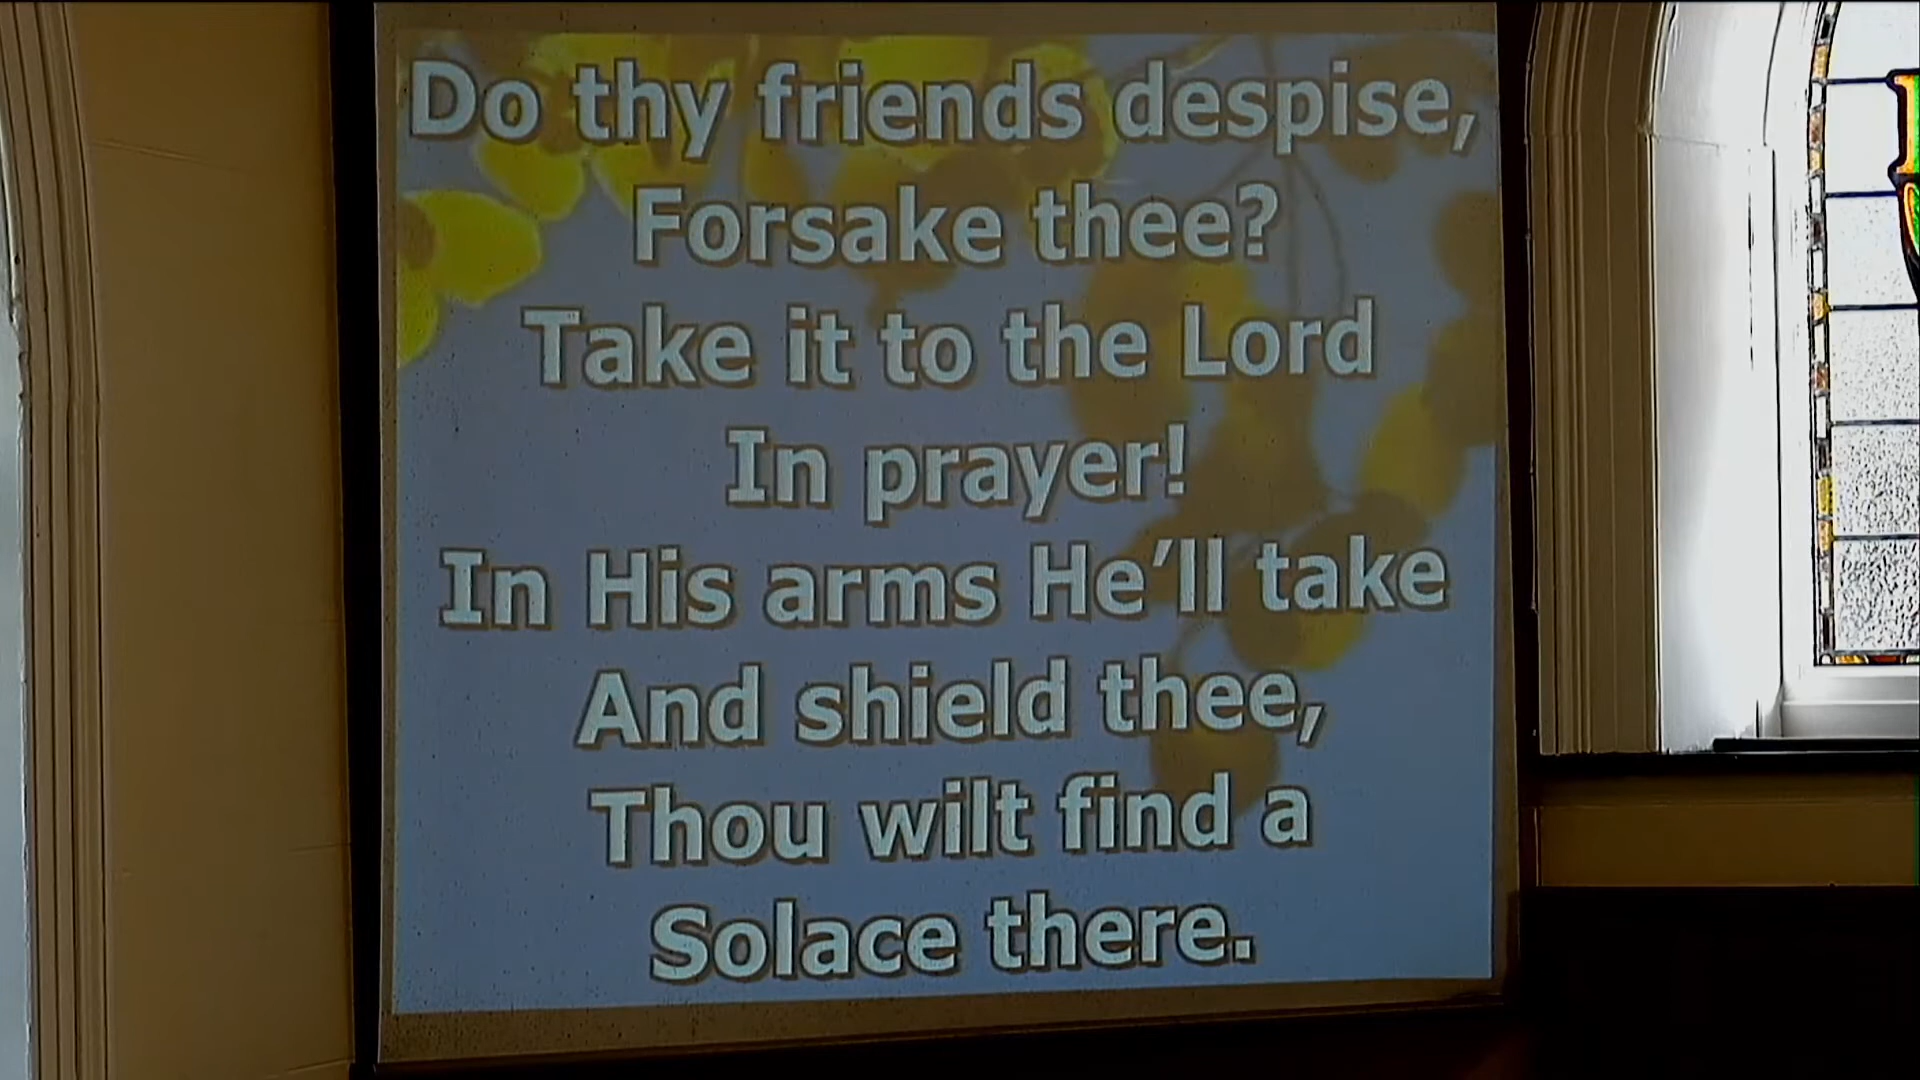 Do thy friends despise,
Forsake thee?
Take it to the Lord
In prayer!
In His arms He’ll take
And shield thee,
Thou wilt find a
Solace there.